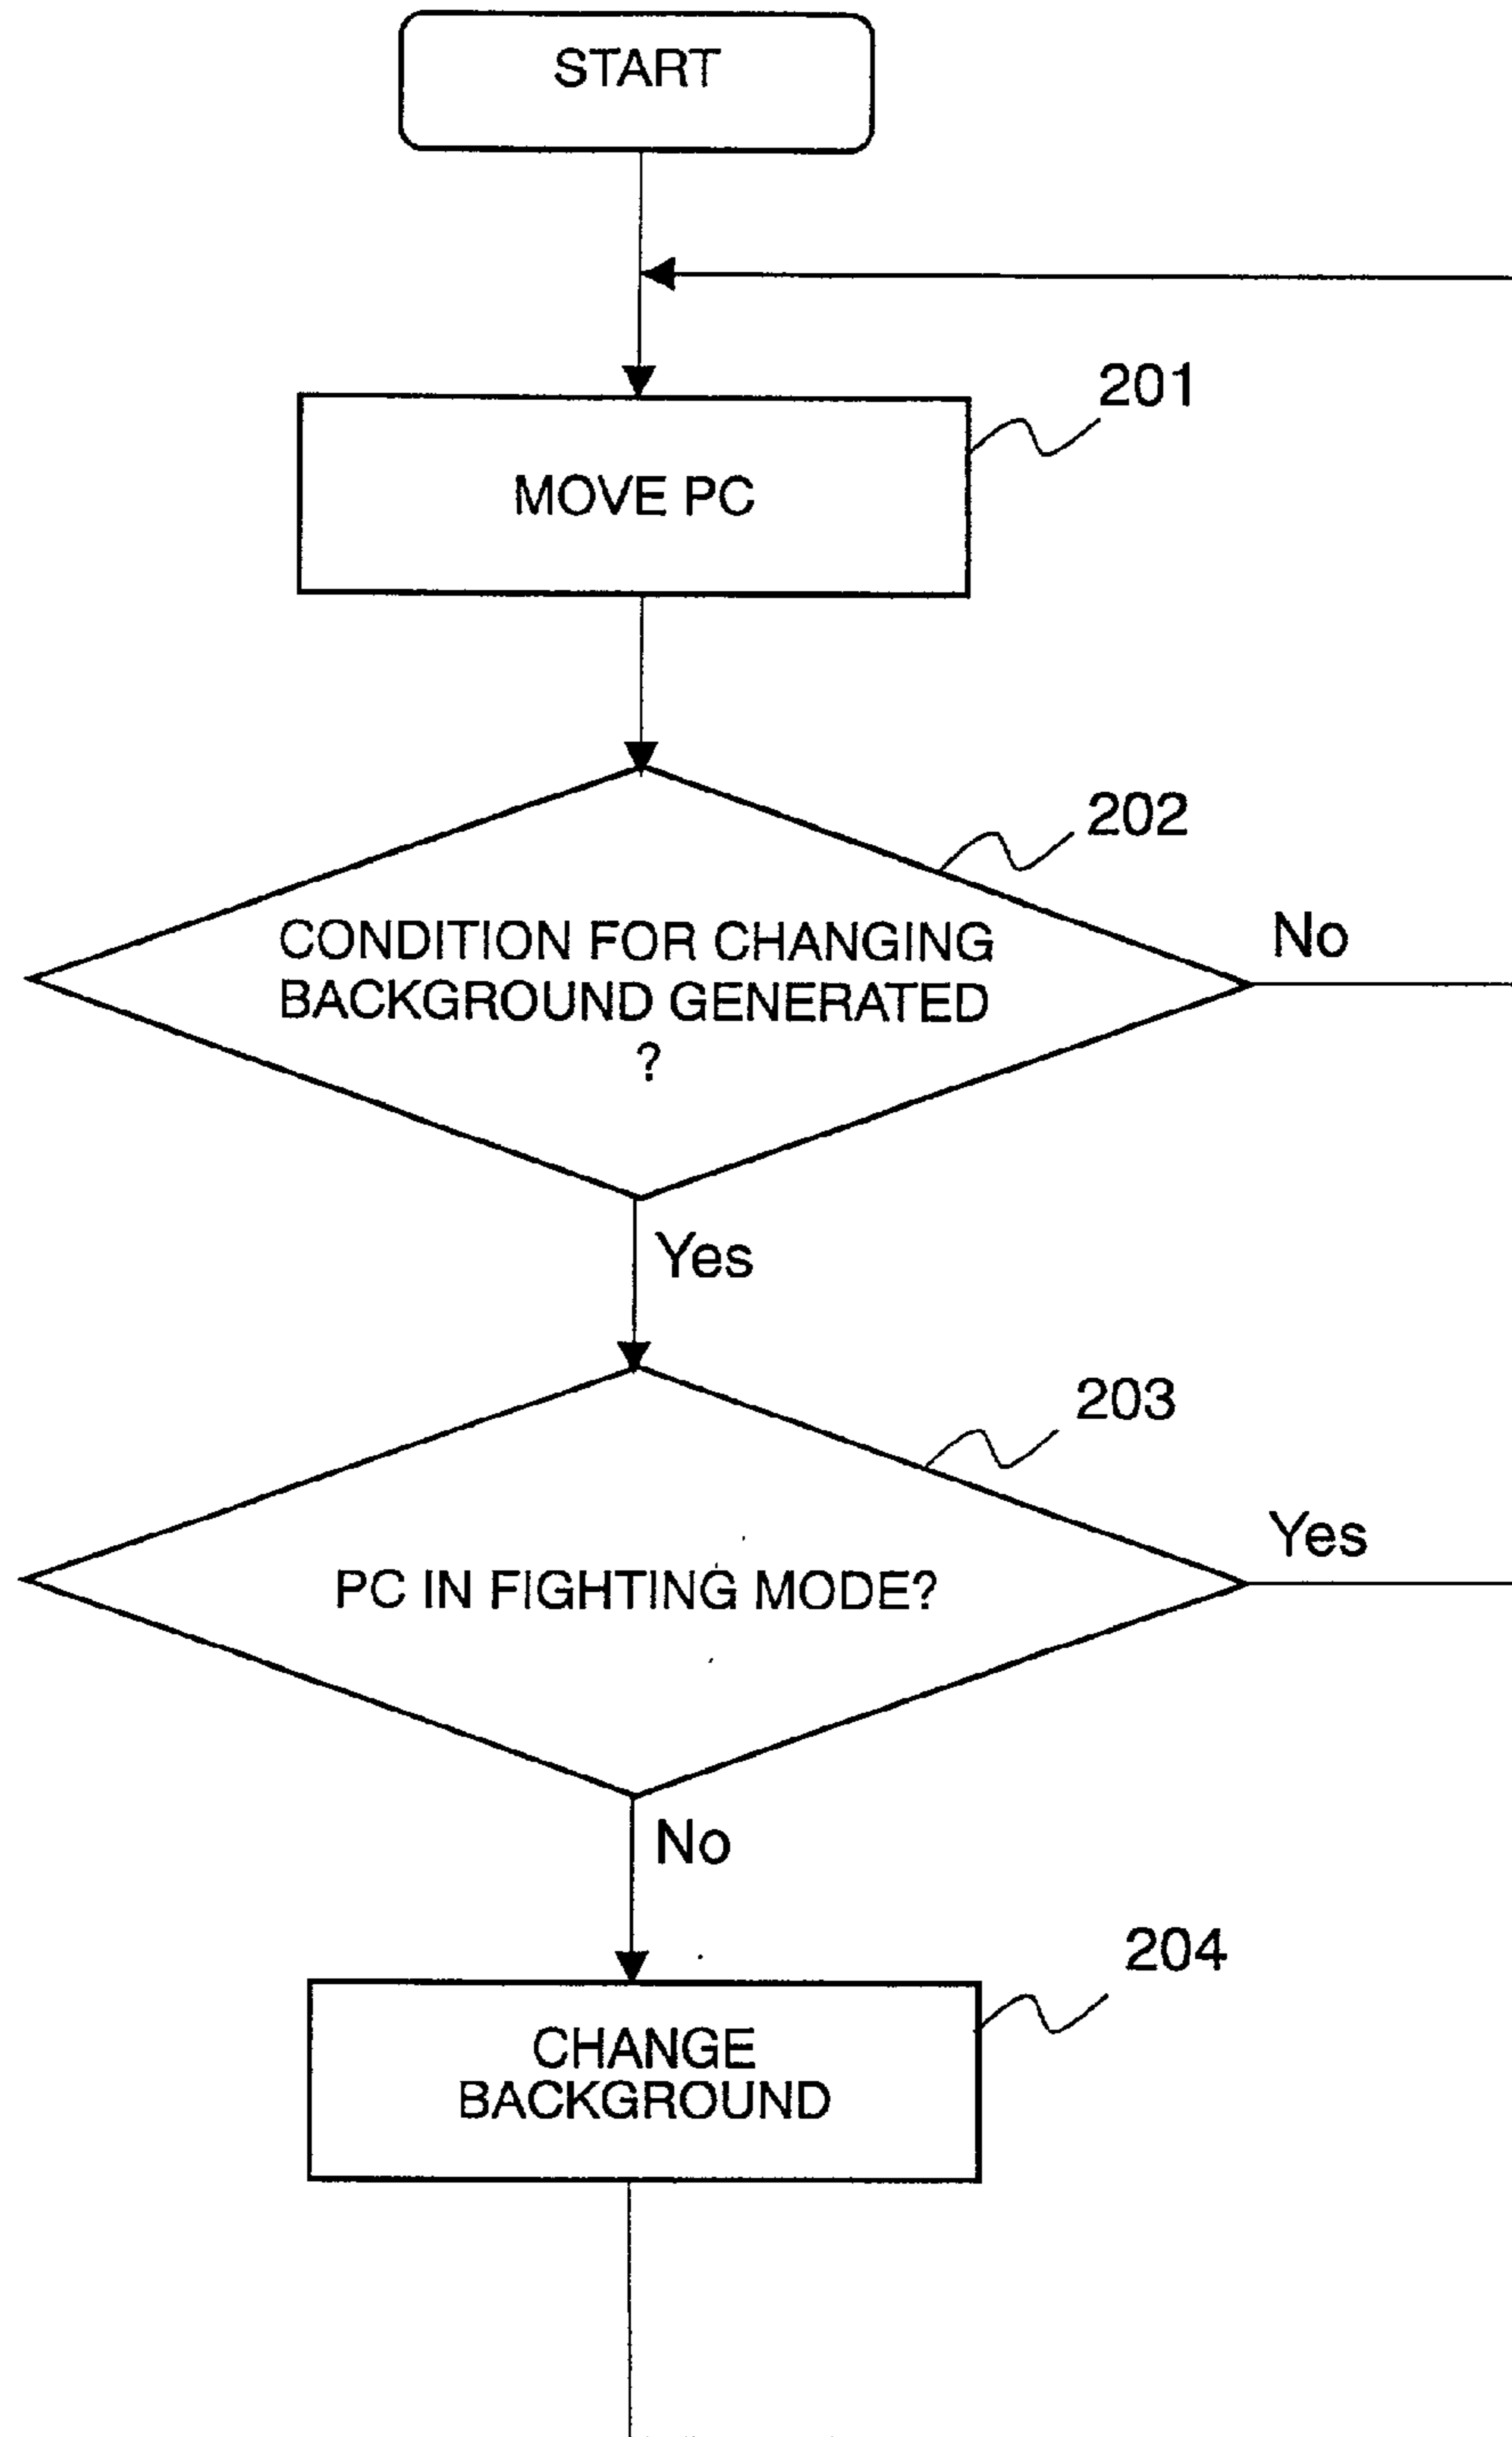 START
201
MOVE PC
202
CONDITION FOR CHANGING
BACKGROUND GENERATED
?
No
Yes
203
PC IN FIGHTING MODE?
Yes
No
204
CHANGE
BACKGROUND